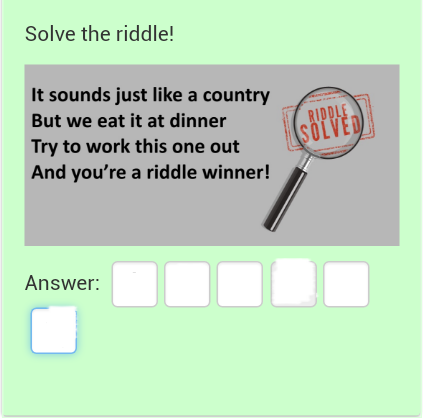 Solve the riddle!
It sounds just like a country
But we eat it at dinner
Try to work this one out
And you're a riddle winner!
RIDDLE
SOLVED
Answer: